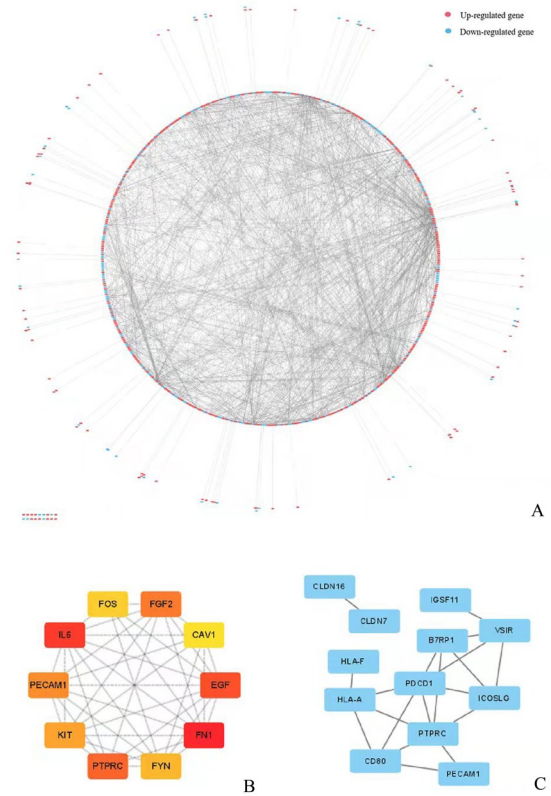 Up-regulated gene
Down-regulated gene
A
FOS
FGF2
IL6
CAV1
PECAM1
EGF
KIT
FN1
PTPRC
FYN
B
CLDN16
CLDN7
IGSF11
B7RP1
VSIR
HLA-F
PDCD1
HLA-A
ICOSLG
PTPRC
CD80
PECAM1
C